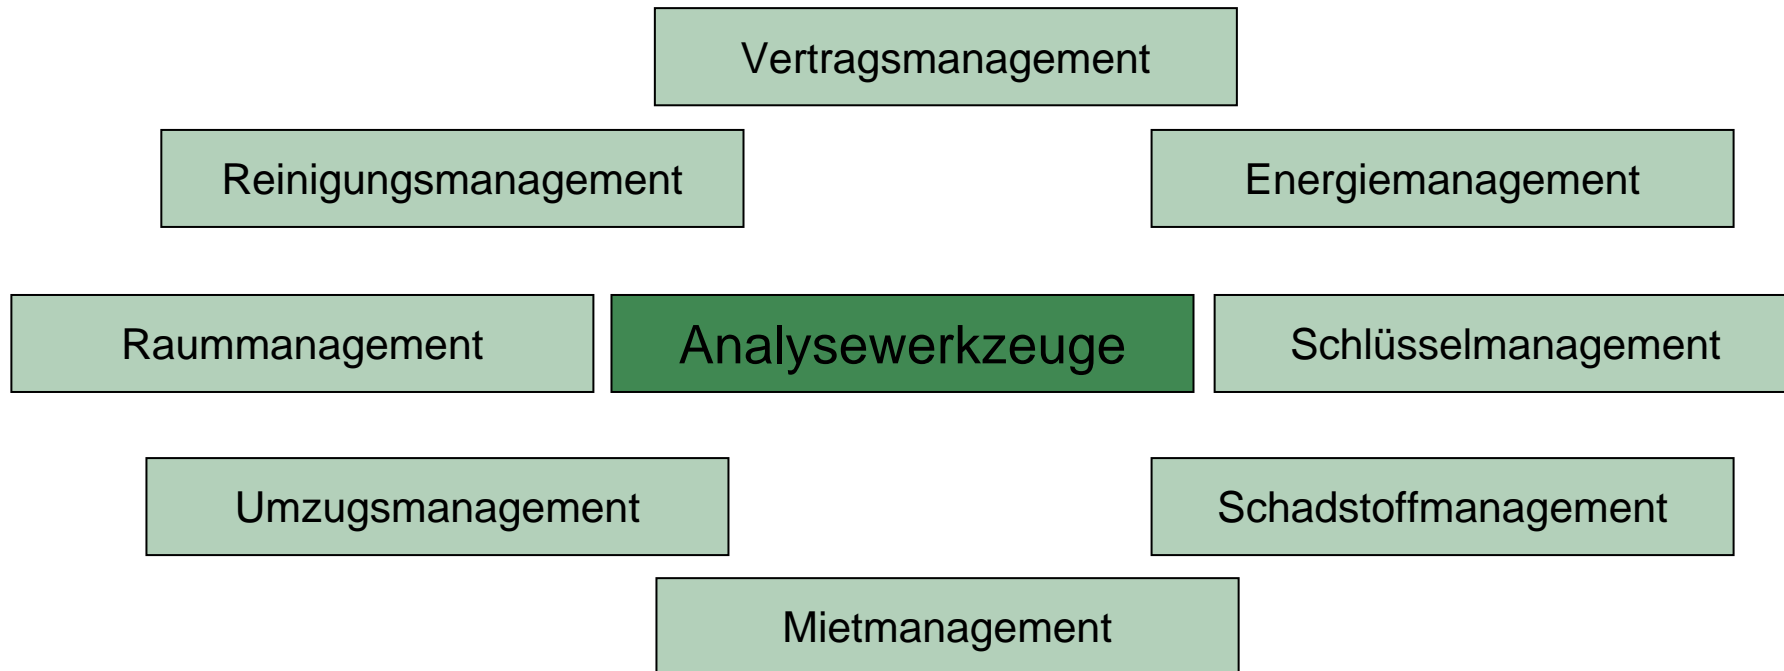 Vertragsmanagement
Reinigungsmanagement
Energiemanagement
Raummanagement
Analysewerkzeuge
Schlüsselmanagement
Umzugsmanagement
Schadstoffmanagement
Mietmanagement